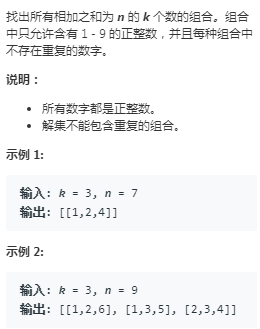 找出所有相加之和为 n 的 k 个数的组合。组合
中只允许含有 1 - 9 的正整数，并且每种组合中
不存在重复的数字。
说明：
• 所有数字都是正整数。
• 解集不能包含重复的组合。
示例 1:
输入: k = 3, n = 7
输出: [[1,2,4]]
示例 2:
输入: k = 3, n = 9
输出: [[1,2,6], [1,3,5], [2,3,4]]